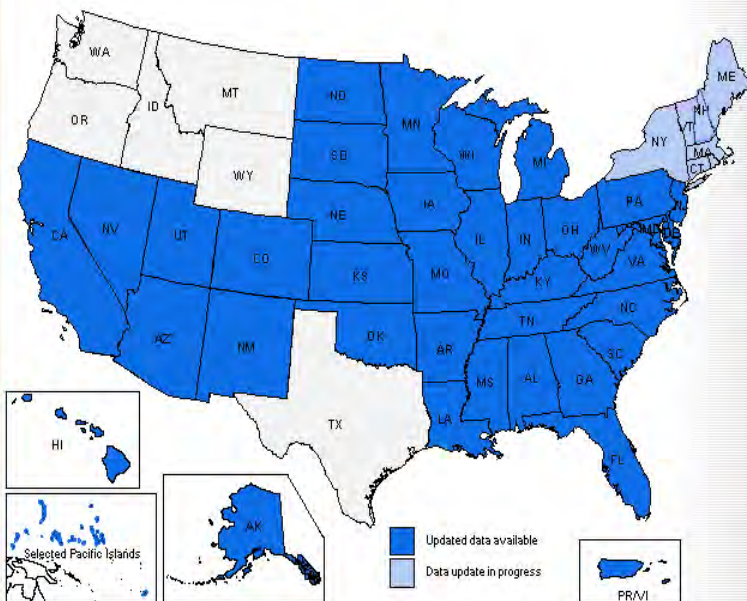 WA
MT
ND
ME
OR
ID
MN
VT
NH
SD
WI
NY
MA
WY
MI
CT
IA
PA
NJ
NE
NV
UT
IL
IN
OH
MD
DE
CA
CO
WV
VA
KS
MO
KY
NC
TN
AZ
NM
OK
AR
SC
MS
AL
GA
TX
LA
HI
FL
AK
Updated data available
Selected Pacific Islands
Data update in progress
PR/VI